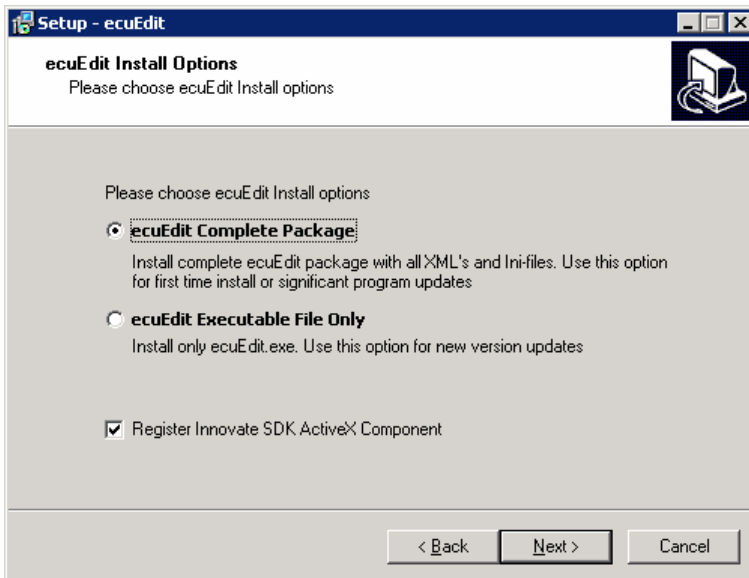 Setup - ecuEdit
ecuEdit Install Options
Please choose ecuEdit Install options
Please choose ecuEdit Install options
ecuEdit Complete Package
Install complete ecuEdit package with all XML's and Ini-files. Use this option
for first time install or significant program updates
ecuEdit Executable File Only
Install only ecuEdit.exe. Use this option for new version updates
Register Innovate SDK ActiveX Component
< Back Next > Cancel